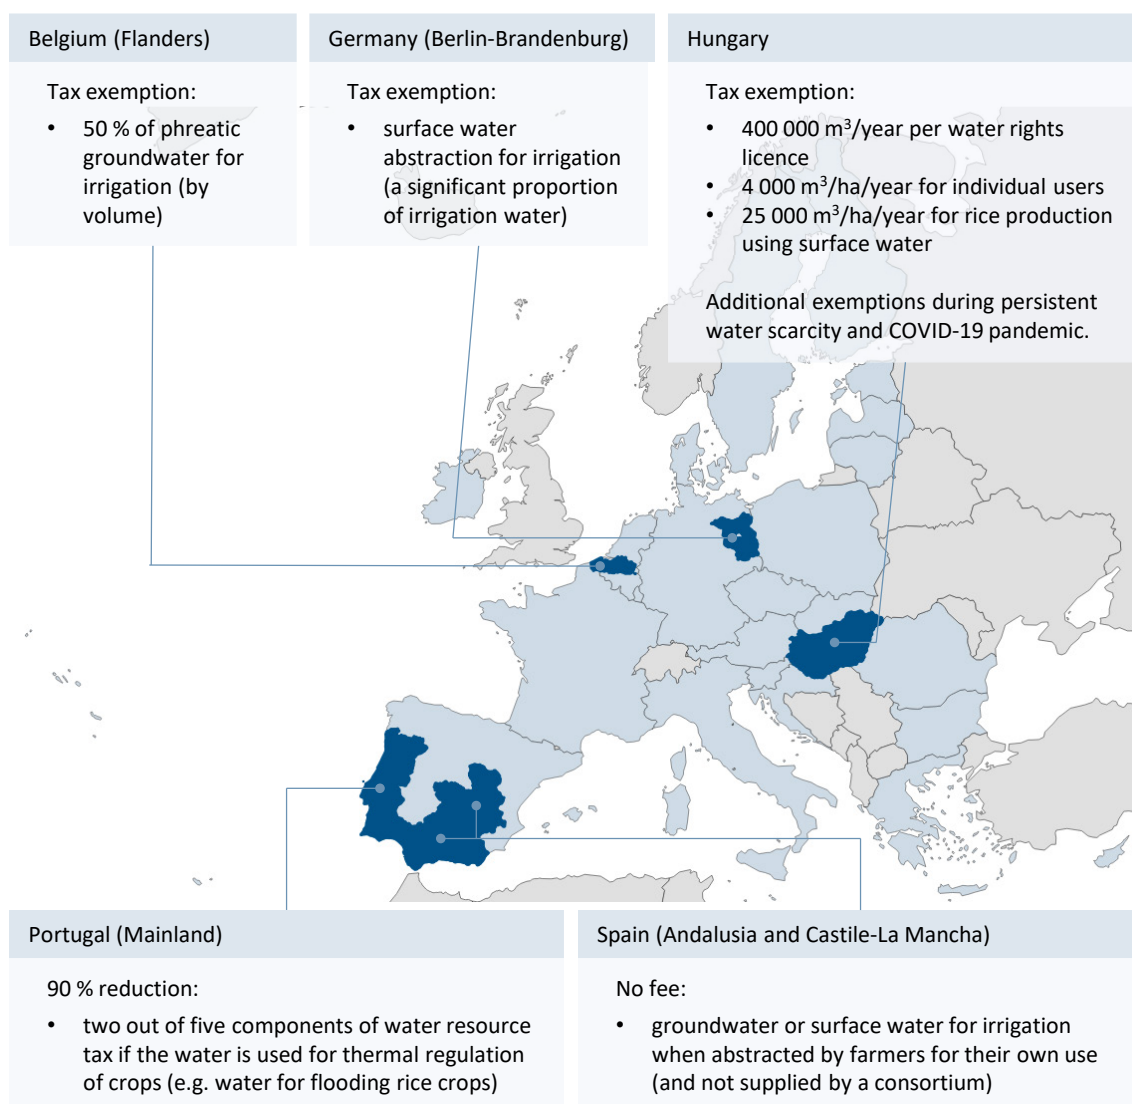 Belgium (Flanders)
Tax exemption:
• 50 % of phreatic
groundwater for
irrigation (by
volume)
Germany (Berlin-Brandenburg)
Tax exemption:
• surface water
abstraction for irrigation
(a significant proportion
of irrigation water)
Hungary
Tax exemption:
• 400 000 m³/year per water rights
licence
• 4 000 m³/ha/year for individual users
• 25 000 m³/ha/year for rice production
using surface water
Additional exemptions during persistent
water scarcity and COVID-19 pandemic.
Portugal (Mainland)
90 % reduction:
• two out of five components of water resource
tax if the water is used for thermal regulation
of crops (e.g. water for flooding rice crops)
Spain (Andalusia and Castile-La Mancha)
No fee:
• groundwater or surface water for irrigation
when abstracted by farmers for their own use
(and not supplied by a consortium)